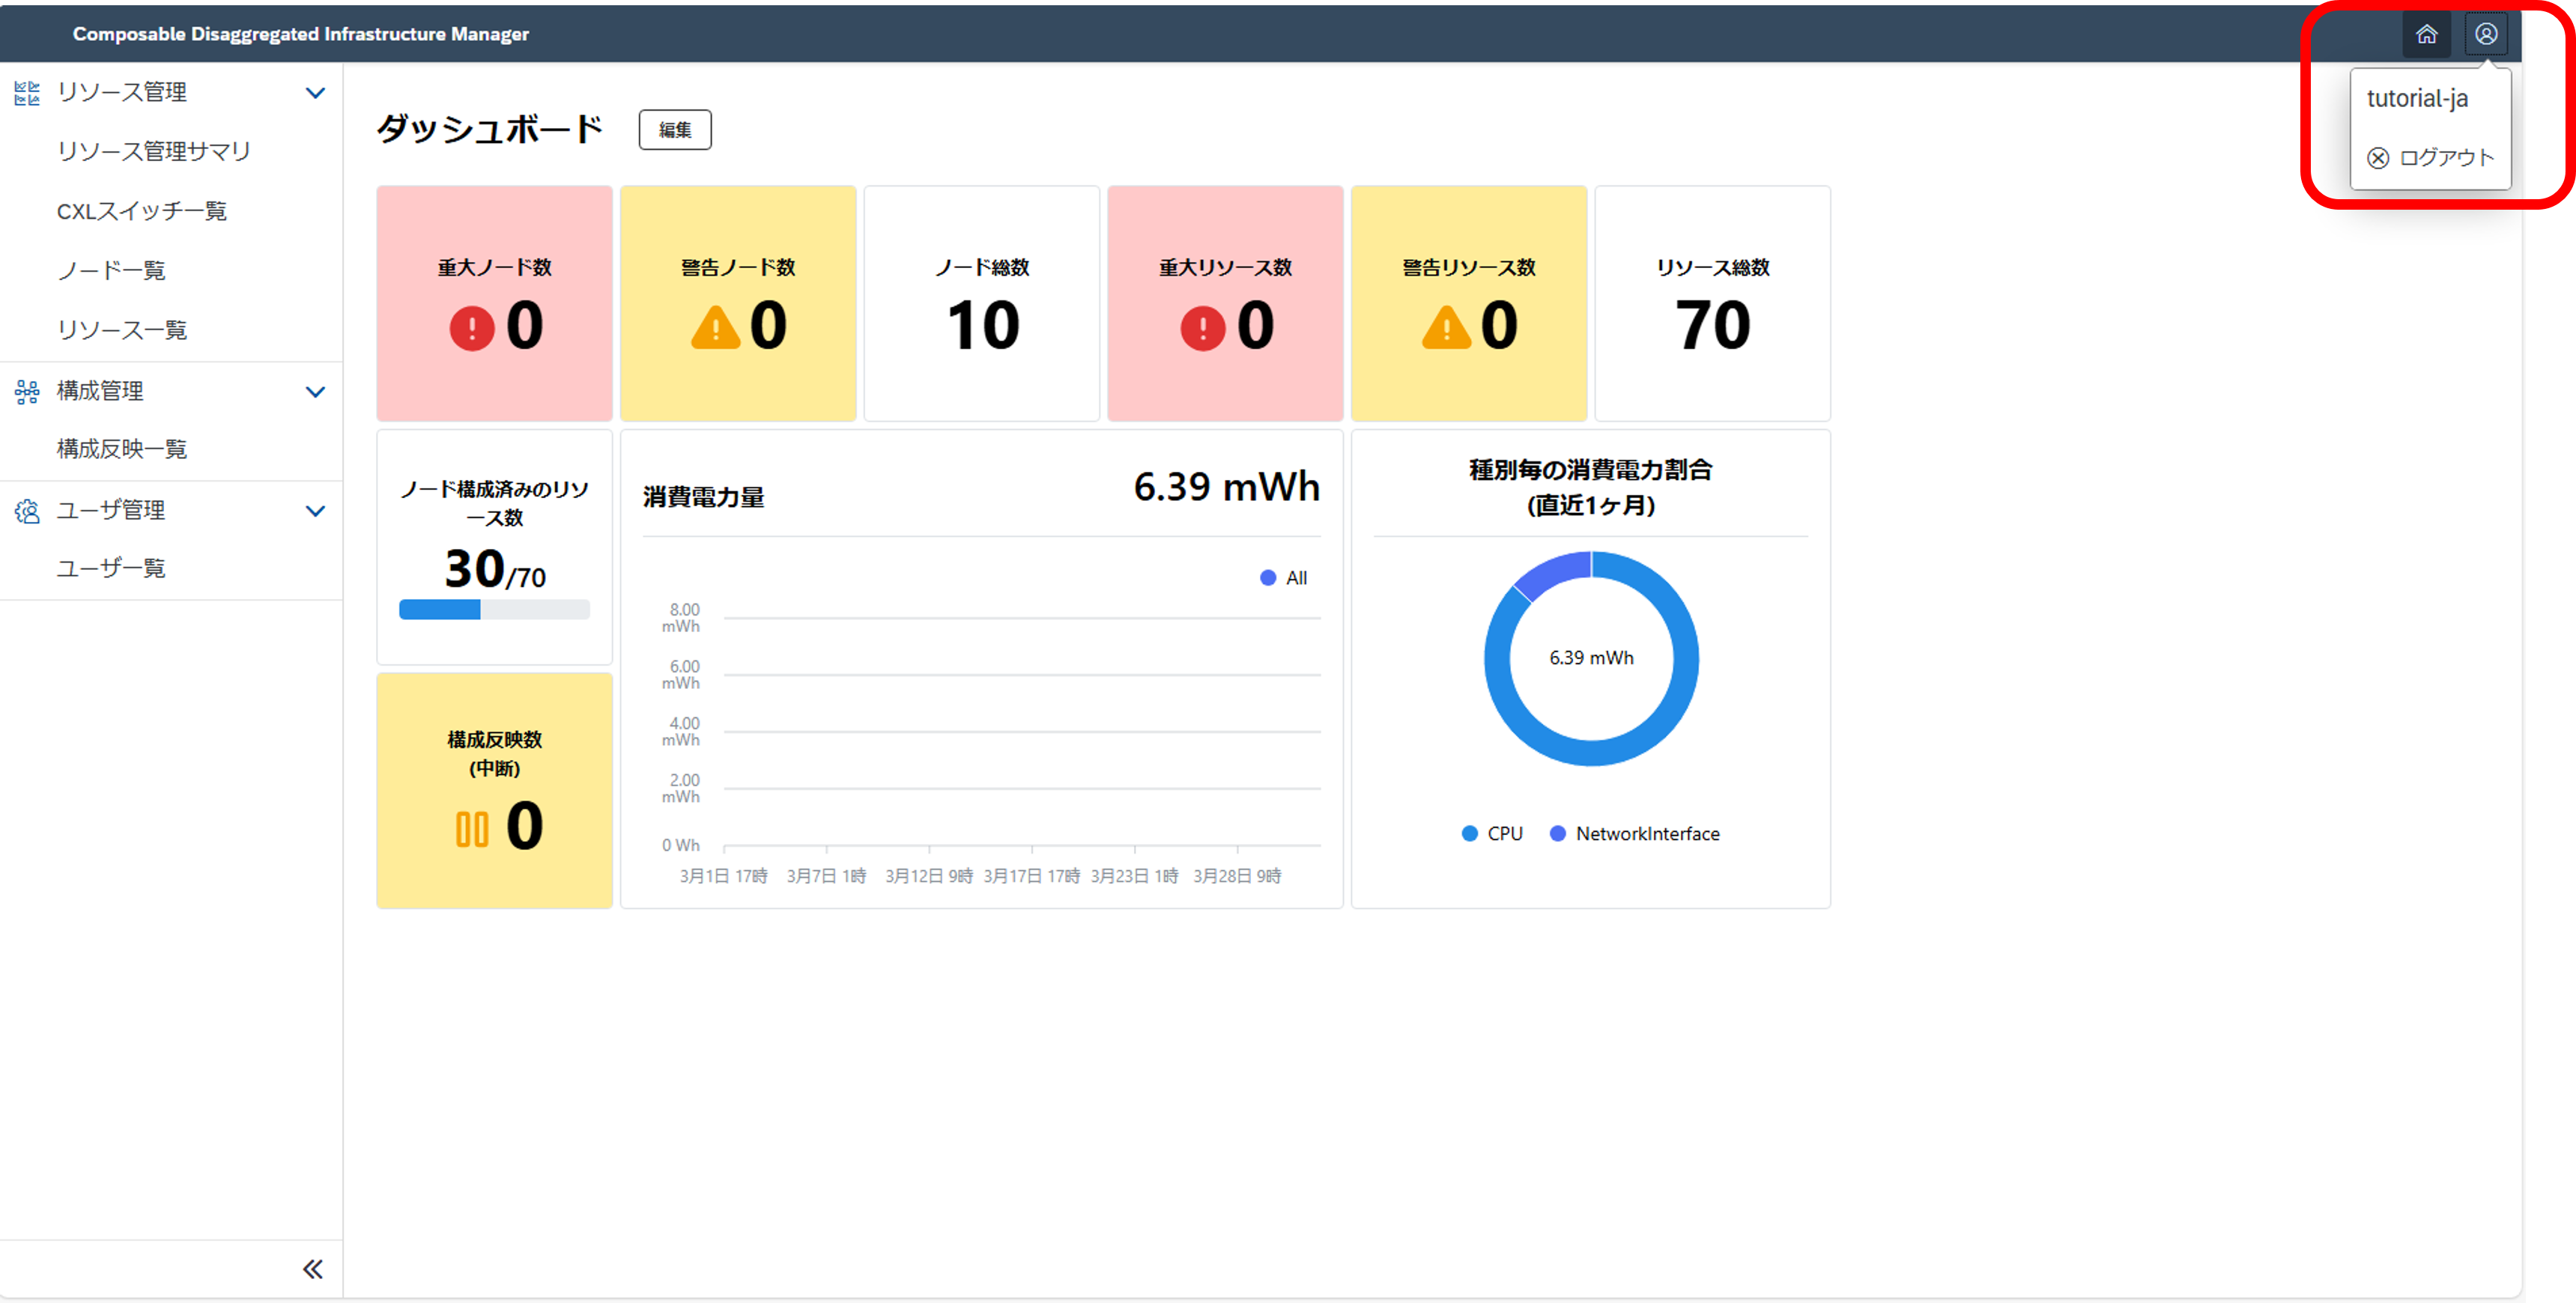 Composable Disaggregated Infrastructure Manager
tutorial-ja
ログアウト
リソース管理
リソース管理サマリ
CXLスイッチ一覧
ノード一覧
リソース一覧
構成管理
構成反映一覧
ユーザ管理
ユーザ一覧
ダッシュボード
編集
重大ノード数
0
警告ノード数
0
ノード総数
10
重大リソース数
0
警告リソース数
0
リソース総数
70
ノード構成済みのリソ
ース数
30/70
構成反映数
(中断)
0
消費電力量
6.39 mWh
All
8.00
mWh
6.00
mWh
4.00
mWh
2.00
mWh
0 Wh
3月1日 17時 3月7日 1時 3月12日 9時 3月17日 17時 3月23日 1時 3月28日 9時
種別毎の消費電力割合
(直近1ヶ月)
6.39 mWh
CPU NetworkInterface